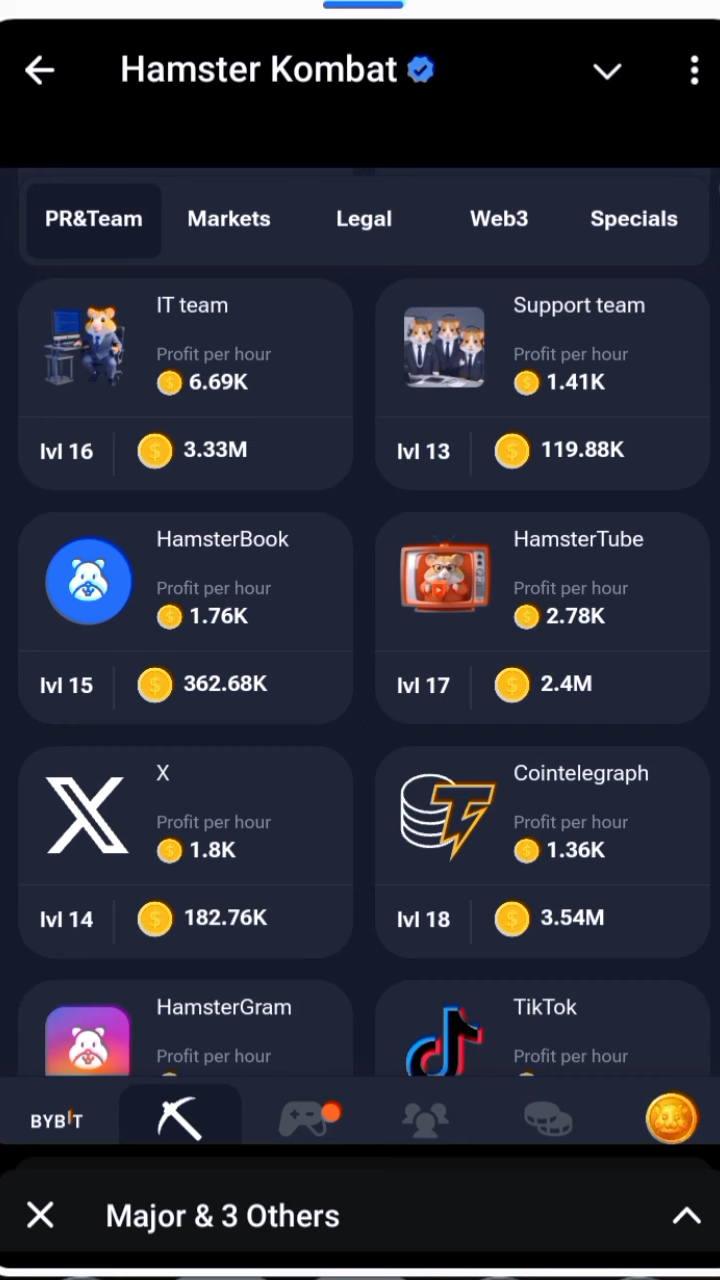 Hamster Kombat
PR&Team Markets Legal Web3 Specials
IT team
Profit per hour
6.69K
lvl 16
3.33M
Support team
Profit per hour
1.41K
lvl 13
119.88K
HamsterBook
Profit per hour
1.76K
lvl 15
362.68K
HamsterTube
Profit per hour
2.78K
lvl 17
2.4M
X
Profit per hour
1.8K
lvl 14
182.76K
Cointelegraph
Profit per hour
1.36K
lvl 18
3.54M
HamsterGram
Profit per hour
TikTok
Profit per hour
BYBIT
Major & 3 Others